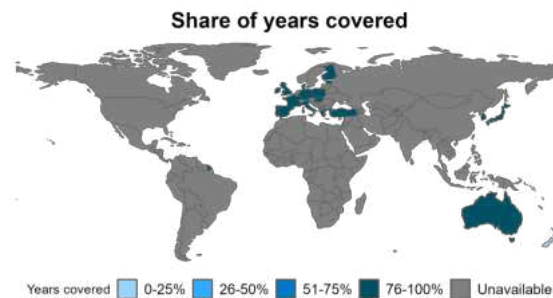 Share of years covered
Years covered 0-25% 26-50% 51-75% 76-100% Unavailable